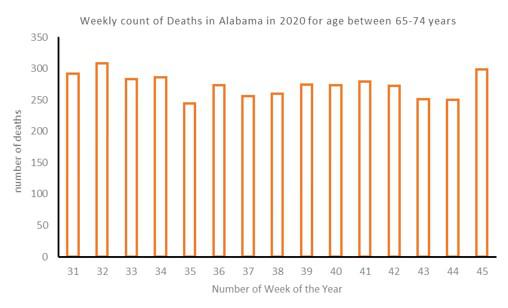 Weekly count of Deaths in Alabama in 2020 for age between 65-74 years
350
300
250
200
150
100
50
0
number of deaths
31 32 33 34 35 36 37 38 39 40 41 42 43 44 45
Number of Week of the Year